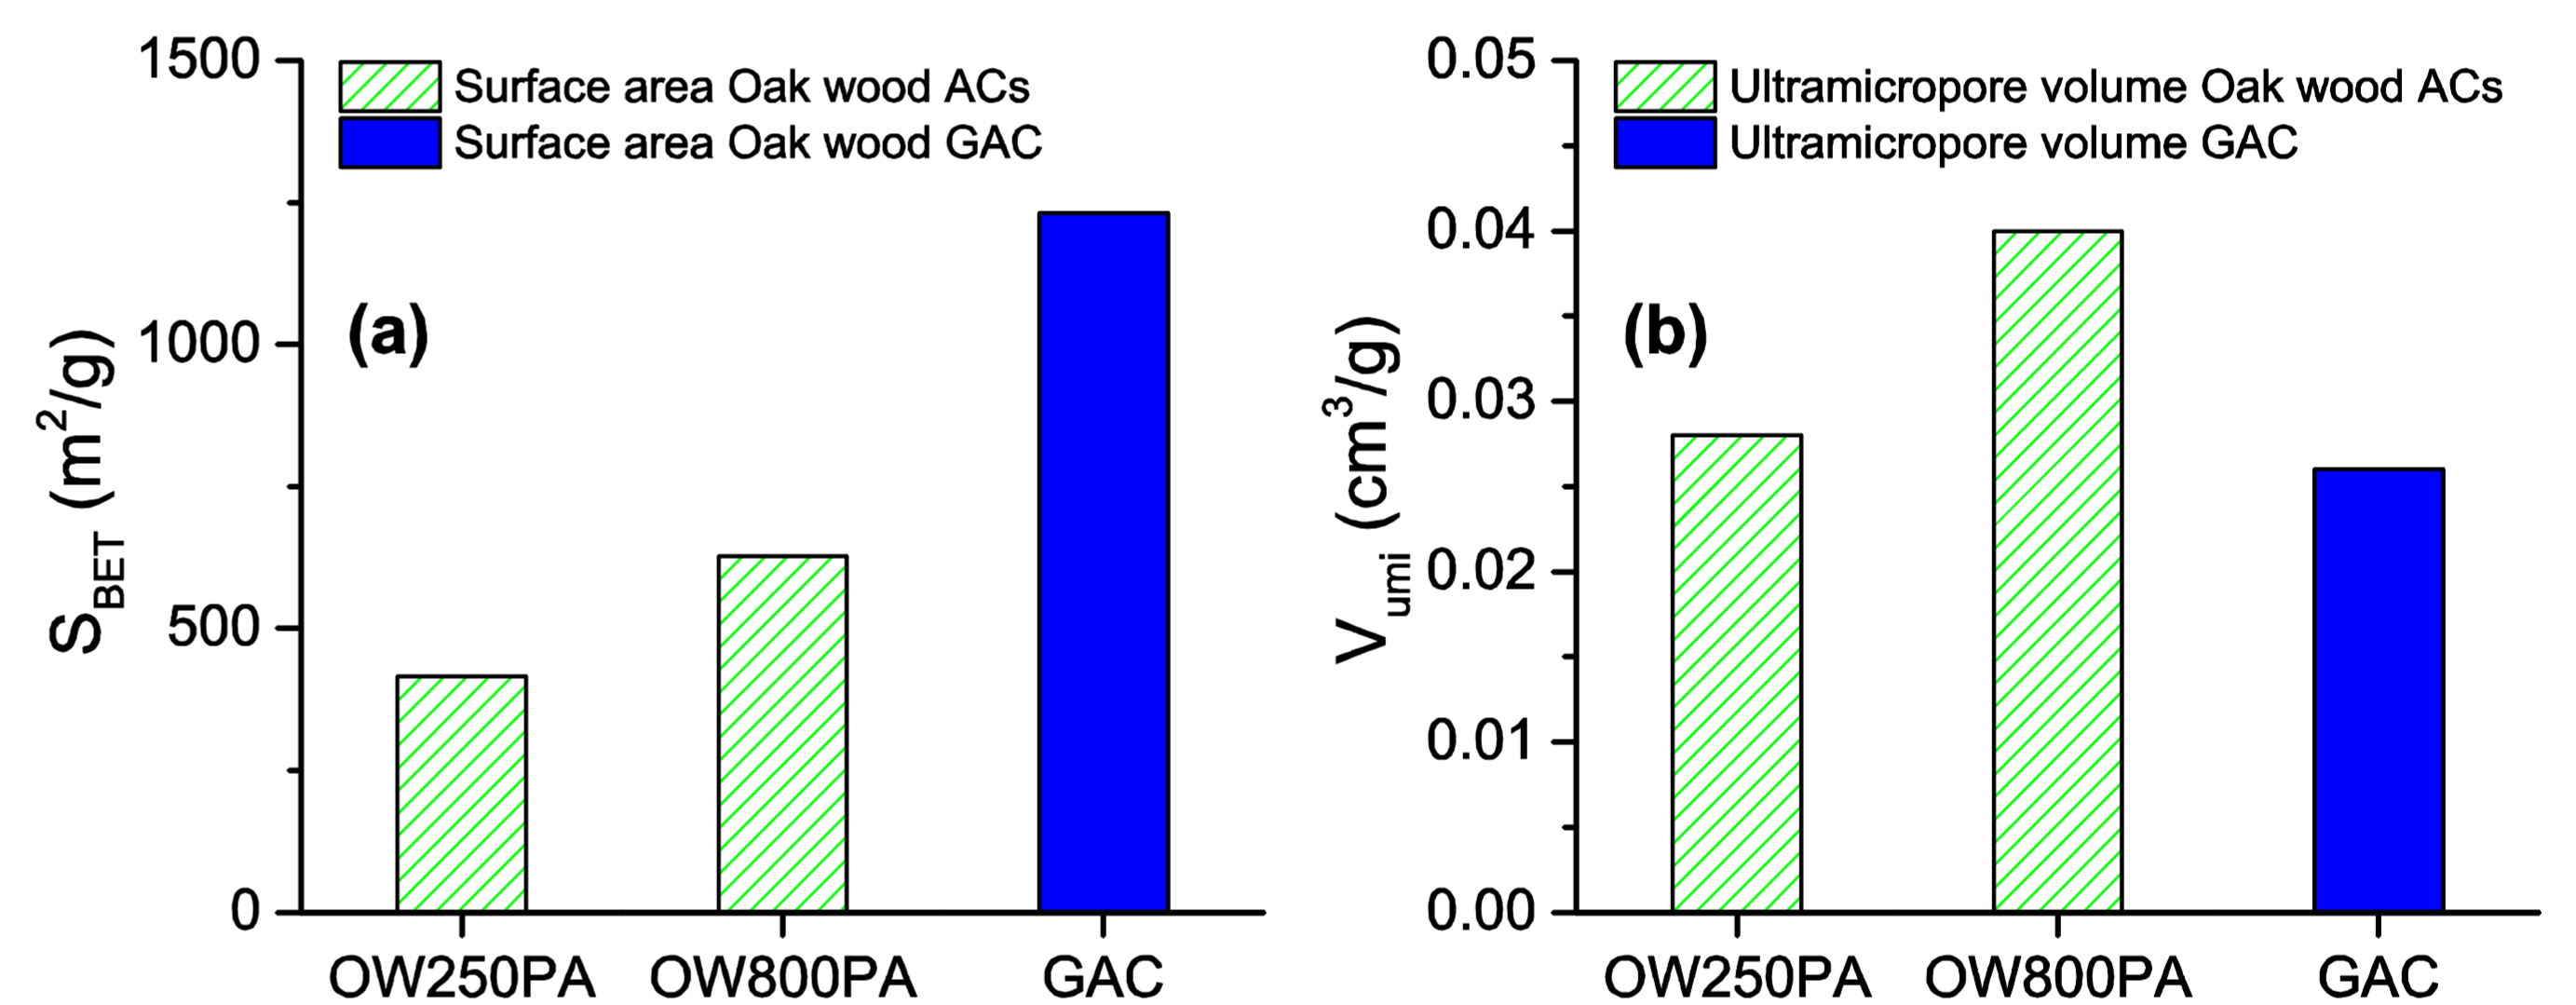 1500
Surface area Oak wood ACs
Surface area Oak wood GAC
(a)
1000
500
0
S_BET (m²/g)
OW250PA OW800PA GAC
0.05
Ultramicropore volume Oak wood ACs
Ultramicropore volume GAC
0.04
(b)
0.03
0.02
0.01
0.00
V_umi (cm³/g)
OW250PA OW800PA GAC